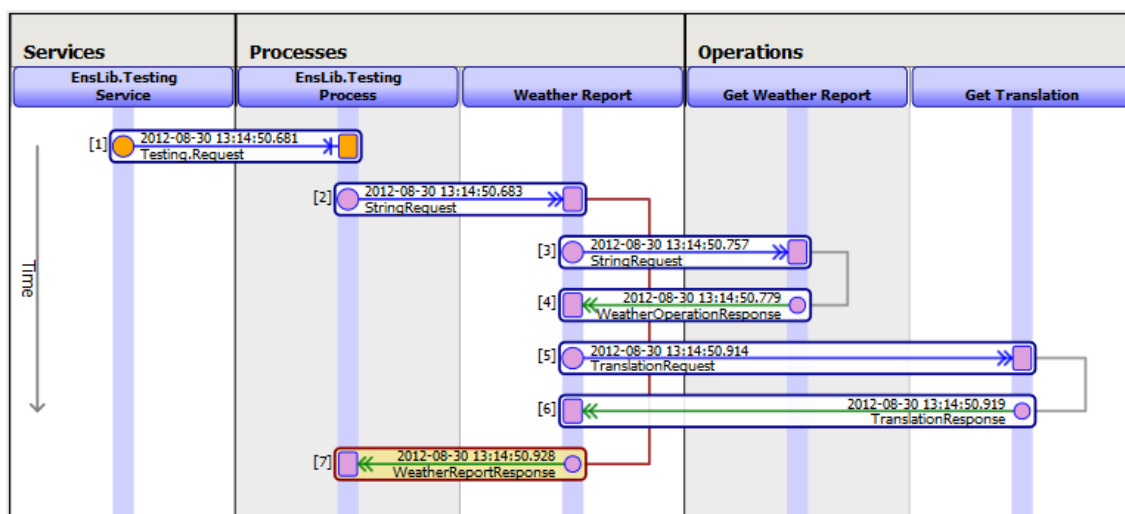 Services
Processes
Operations
EnsLib.Testing
Service
EnsLib.Testing
Process
Weather Report
Get Weather Report
Get Translation
Time
[1]
2012-08-30 13:14:50.681
Testing.Request
[2]
2012-08-30 13:14:50.683
StringRequest
[3]
2012-08-30 13:14:50.757
StringRequest
[4]
2012-08-30 13:14:50.779
WeatherOperationResponse
[5]
2012-08-30 13:14:50.914
TranslationRequest
[6]
2012-08-30 13:14:50.919
TranslationResponse
[7]
2012-08-30 13:14:50.928
WeatherReportResponse